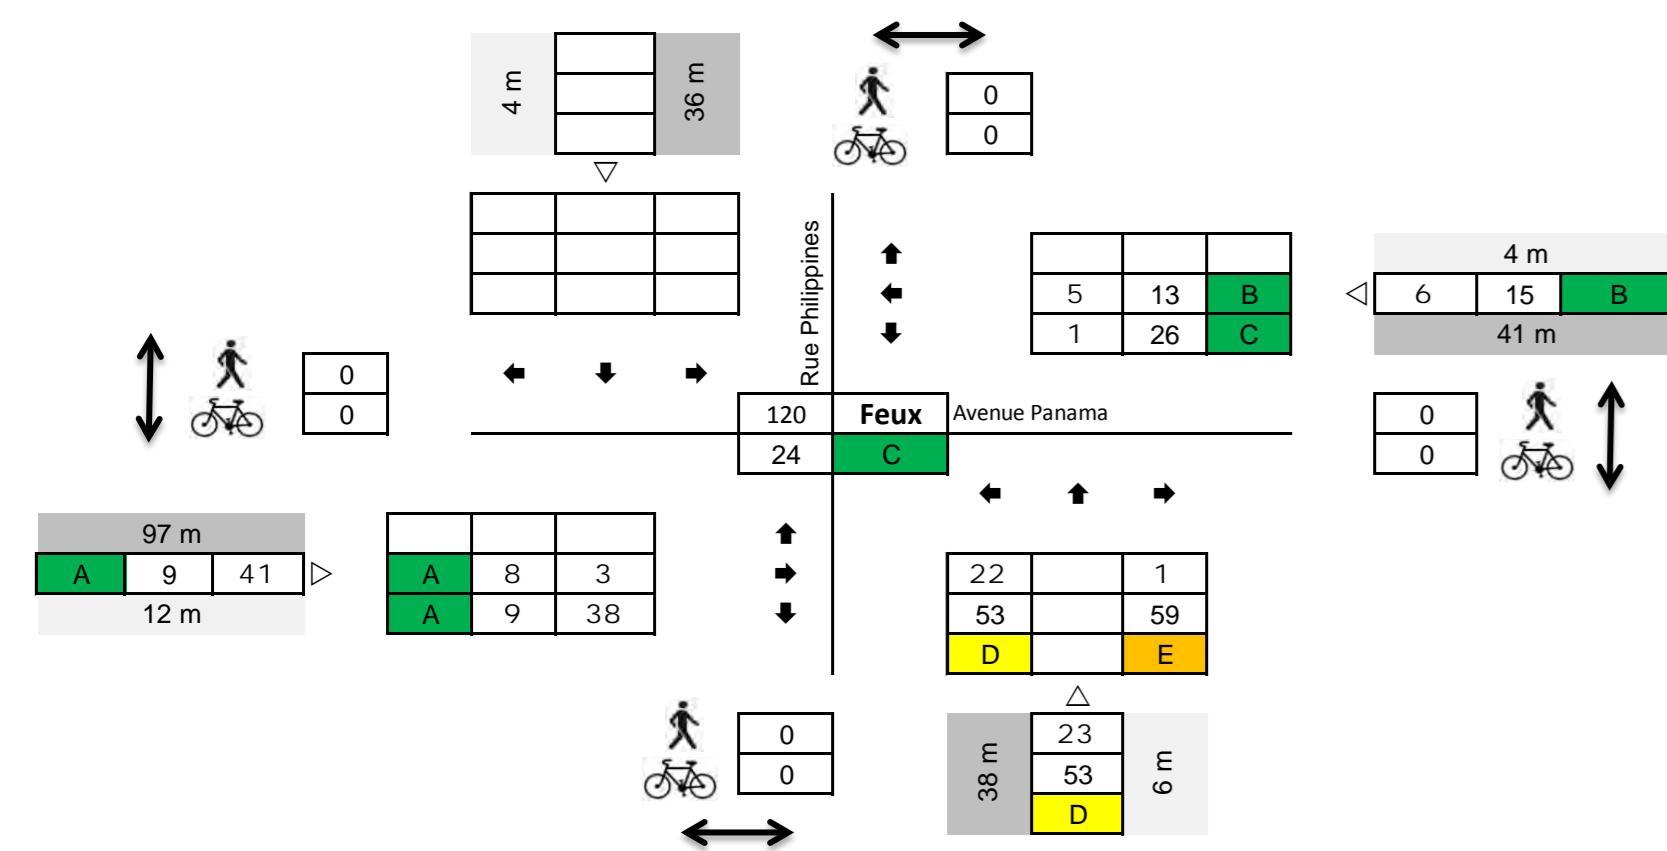 4 m
36 m
0
0
Rue Philippines
5 13 B
1 26 C
4 m
6 15 B
41 m
0
0
120 Feux Avenue Panama
24 C
0
0
97 m
A 9 41
12 m
A 8 3
A 9 38
22 1
53 59
D E
0
0
38 m
23
53
D
6 m